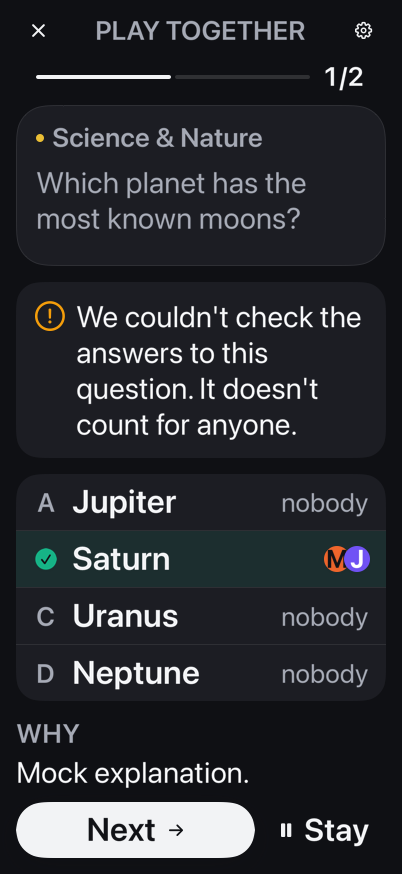 PLAY TOGETHER
1/2
Science & Nature
Which planet has the
most known moons?
We couldn't check the
answers to this
question. It doesn't
count for anyone.
A Jupiter nobody
Saturn M J
C Uranus nobody
D Neptune nobody
WHY
Mock explanation.
Next → Stay